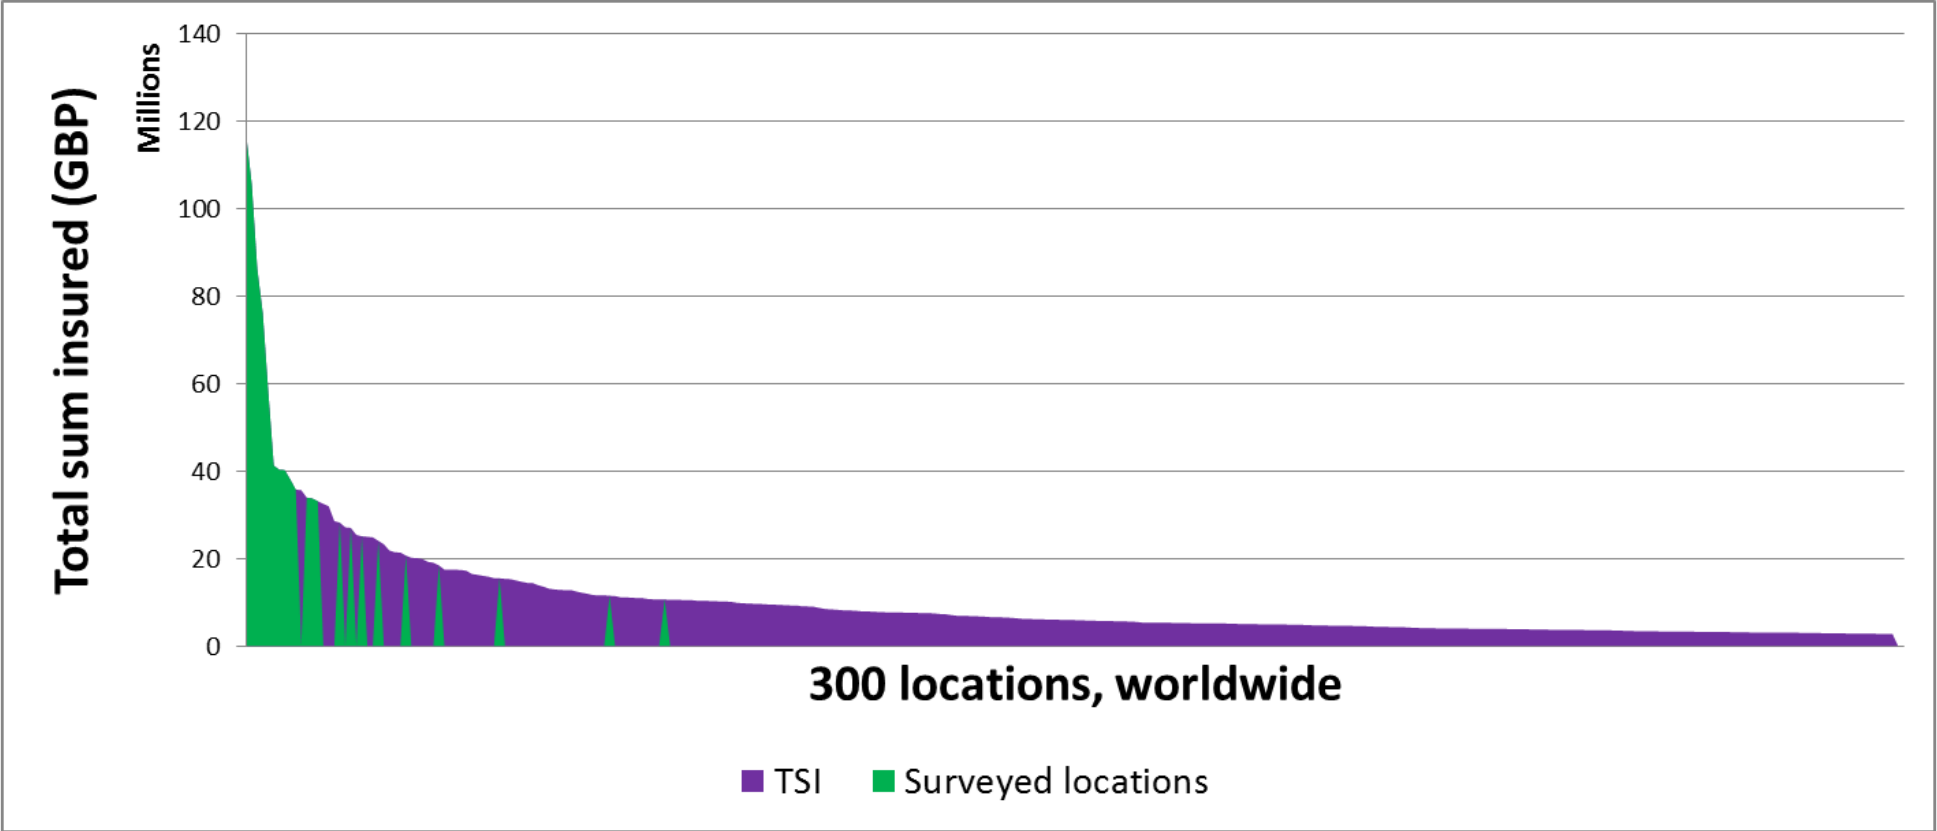 Total sum insured (GBP)
Millions
140
120
100
80
60
40
20
0
300 locations, worldwide
TSI
Surveyed locations